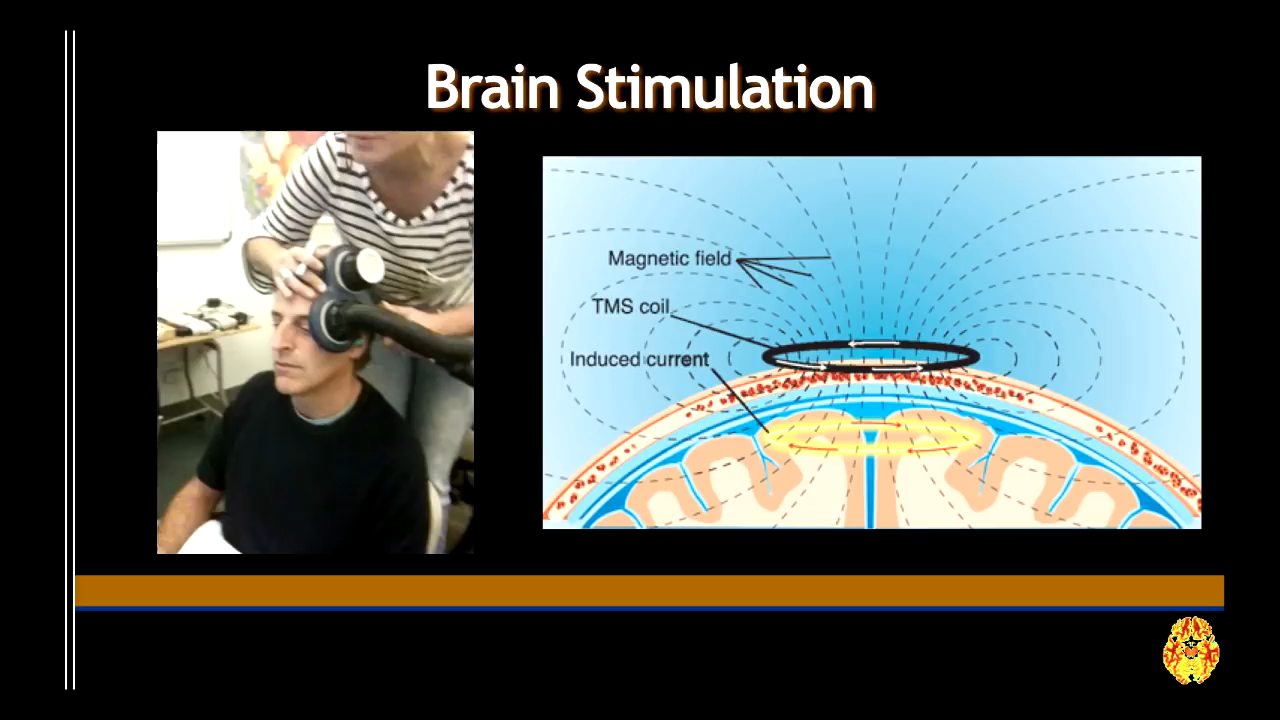 Brain Stimulation
Magnetic field
TMS coil
Induced current